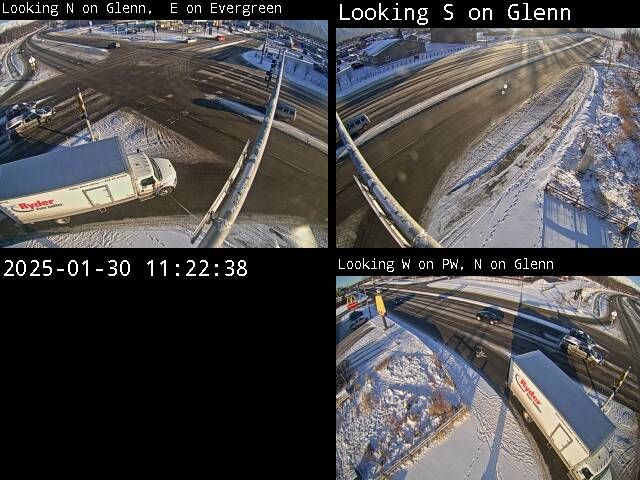 Looking N on Glenn, E on Evergreen
Looking S on Glenn
Ryder
2025-01-30 11:22:38
Looking W on PW, N on Glenn
Ryder